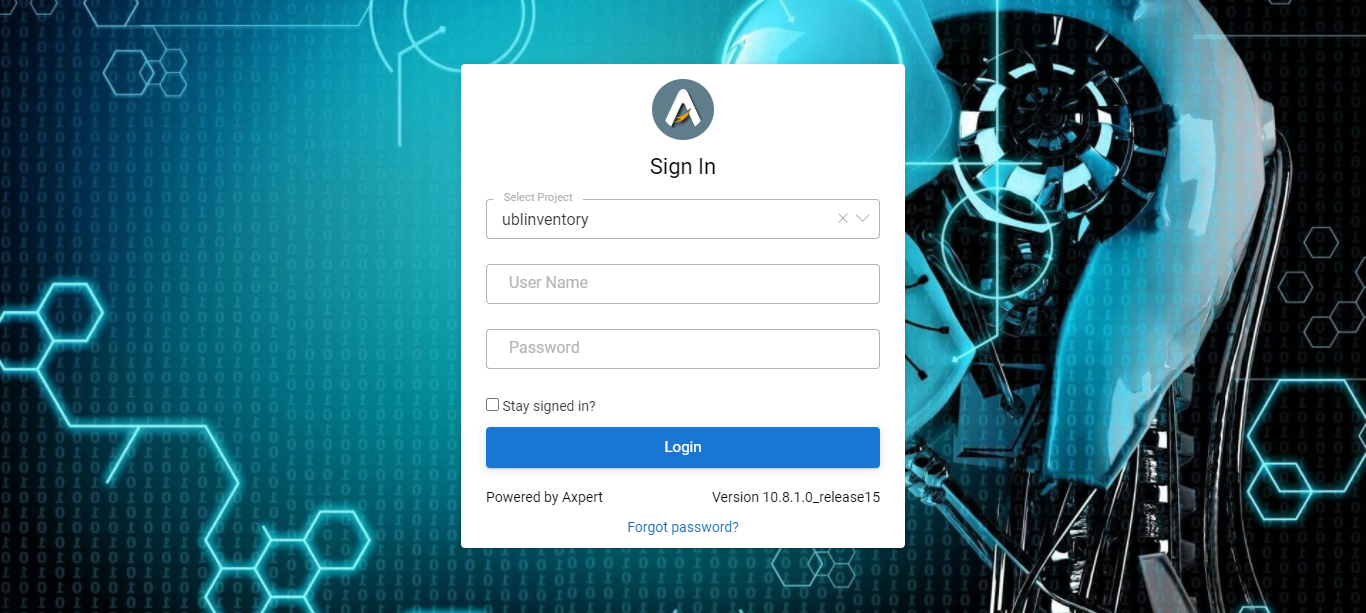 Sign In
Select Project
ublinventory
User Name
Password
Stay signed in?
Login
Powered by Axpert
Version 10.8.1.0_release15
Forgot password?